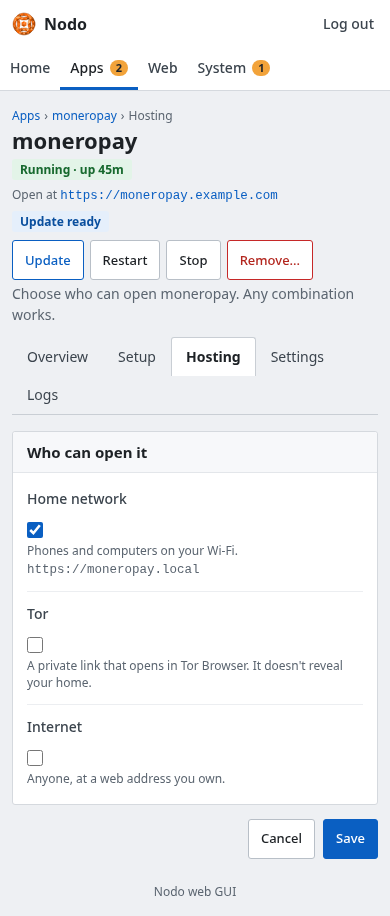 Nodo
Log out
Home
Apps 2
Web
System 1
Apps › moneropay › Hosting
moneropay
Running · up 45m
Open at https://moneropay.example.com
Update ready
Update
Restart
Stop
Remove...
Choose who can open moneropay. Any combination
works.
Overview
Setup
Hosting
Settings
Logs
Who can open it
Home network
Phones and computers on your Wi-Fi.
https://moneropay.local
Tor
A private link that opens in Tor Browser. It doesn't reveal
your home.
Internet
Anyone, at a web address you own.
Cancel
Save
Nodo web GUI